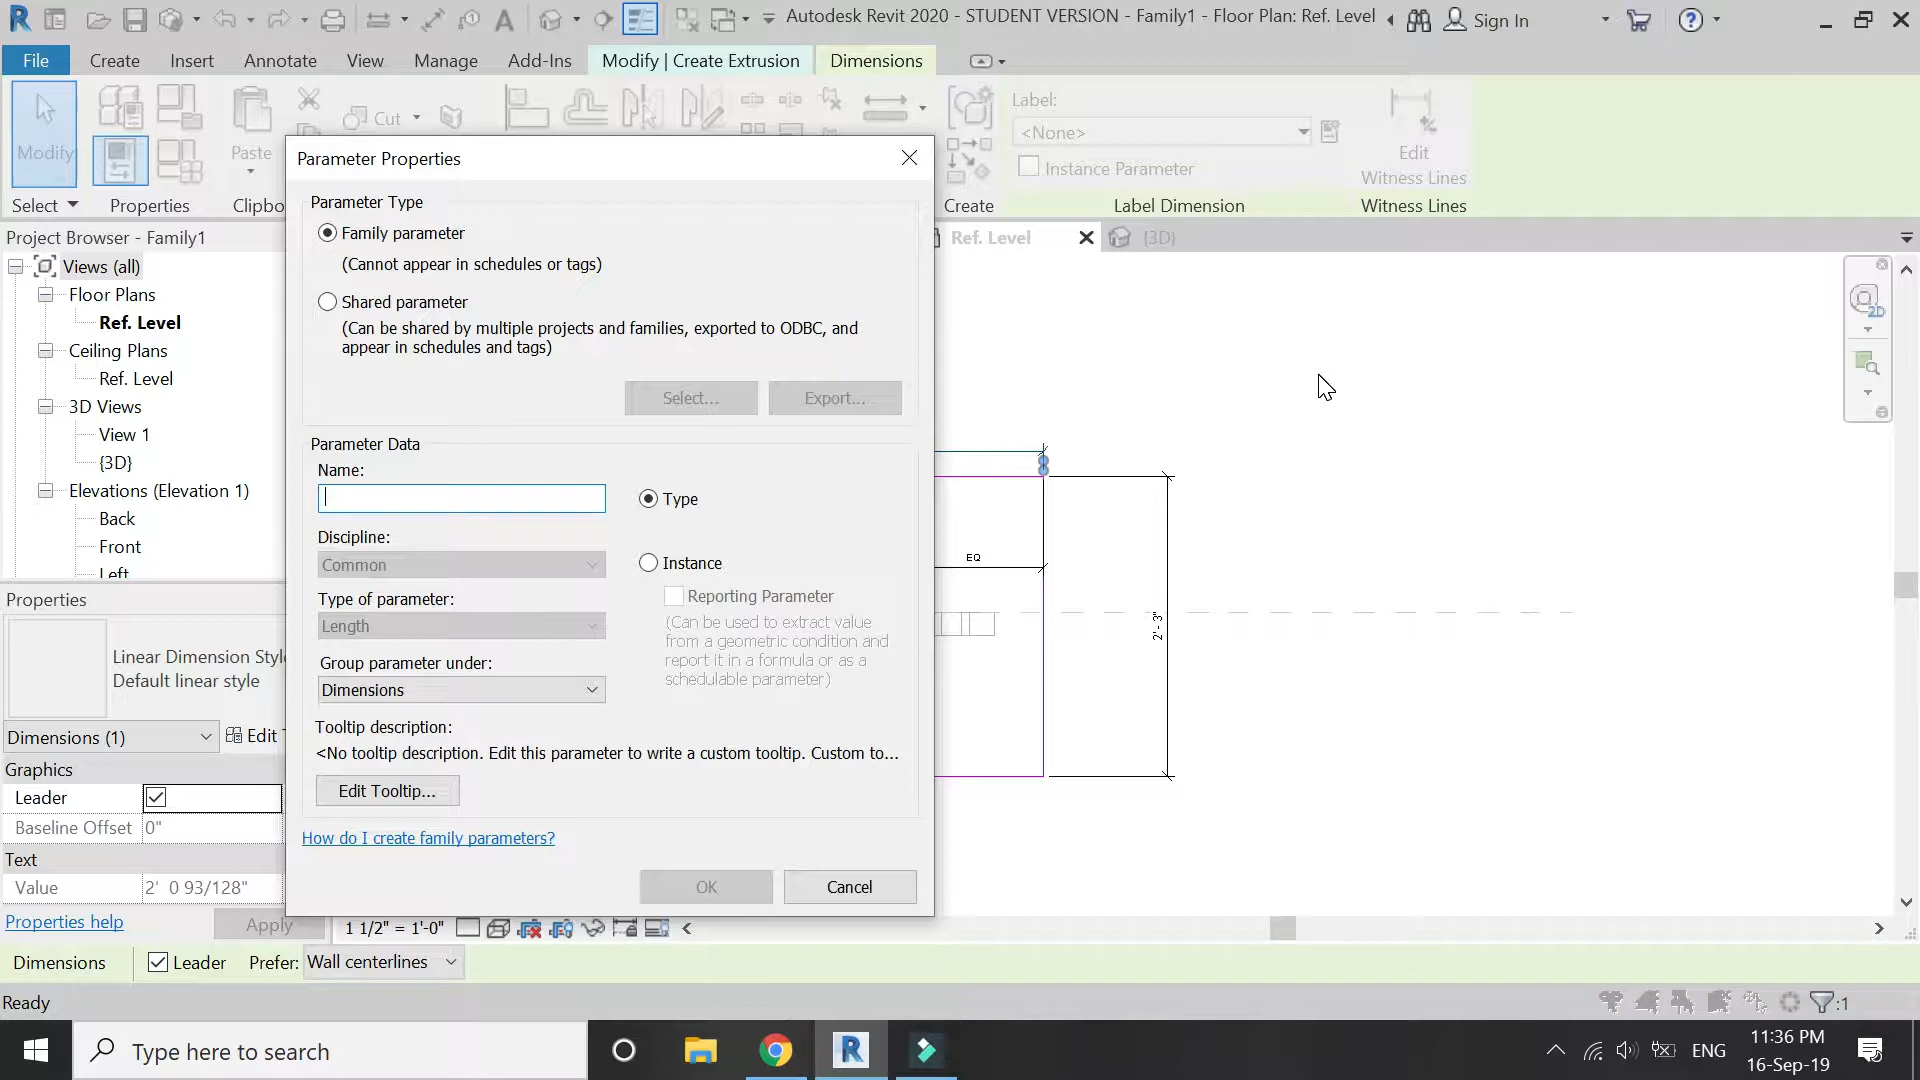 Autodesk Revit 2020 - STUDENT VERSION - Family1 - Floor Plan: Ref. Level
Sign In
File
Create
Insert
Annotate
View
Manage
Add-Ins
Modify | Create Extrusion
Dimensions
Modify
Paste
Cut
Label:
<None>
Instance Parameter
Edit
Witness Lines
Select
Properties
Clipbo
Create
Label Dimension
Witness Lines
Project Browser - Family1
Views (all)
Floor Plans
Ref. Level
Ceiling Plans
Ref. Level
3D Views
View 1
{3D}
Elevations (Elevation 1)
Back
Front
Left
Properties
Linear Dimension Style
Default linear style
Dimensions (1)
Edit T
Graphics
Leader
Baseline Offset
0"
Text
Value
2' 0 93/128"
Properties help
Apply
Parameter Properties
Parameter Type
Family parameter
(Cannot appear in schedules or tags)
Shared parameter
(Can be shared by multiple projects and families, exported to ODBC, and
appear in schedules and tags)
Select...
Export...
Parameter Data
Name:
Type
Discipline:
Common
Instance
Type of parameter:
Reporting Parameter
Length
(Can be used to extract value
from a geometric condition and
report it in a formula or as a
schedulable parameter)
Group parameter under:
Dimensions
Tooltip description:
<No tooltip description. Edit this parameter to write a custom tooltip. Custom to...
Edit Tooltip...
How do I create family parameters?
OK
Cancel
Ref. Level
{3D}
2D
EQ
2' - 3"
1 1/2" = 1'-0"
Dimensions
Leader
Prefer:
Wall centerlines
Ready
:1
Type here to search
ENG
11:36 PM
16-Sep-19